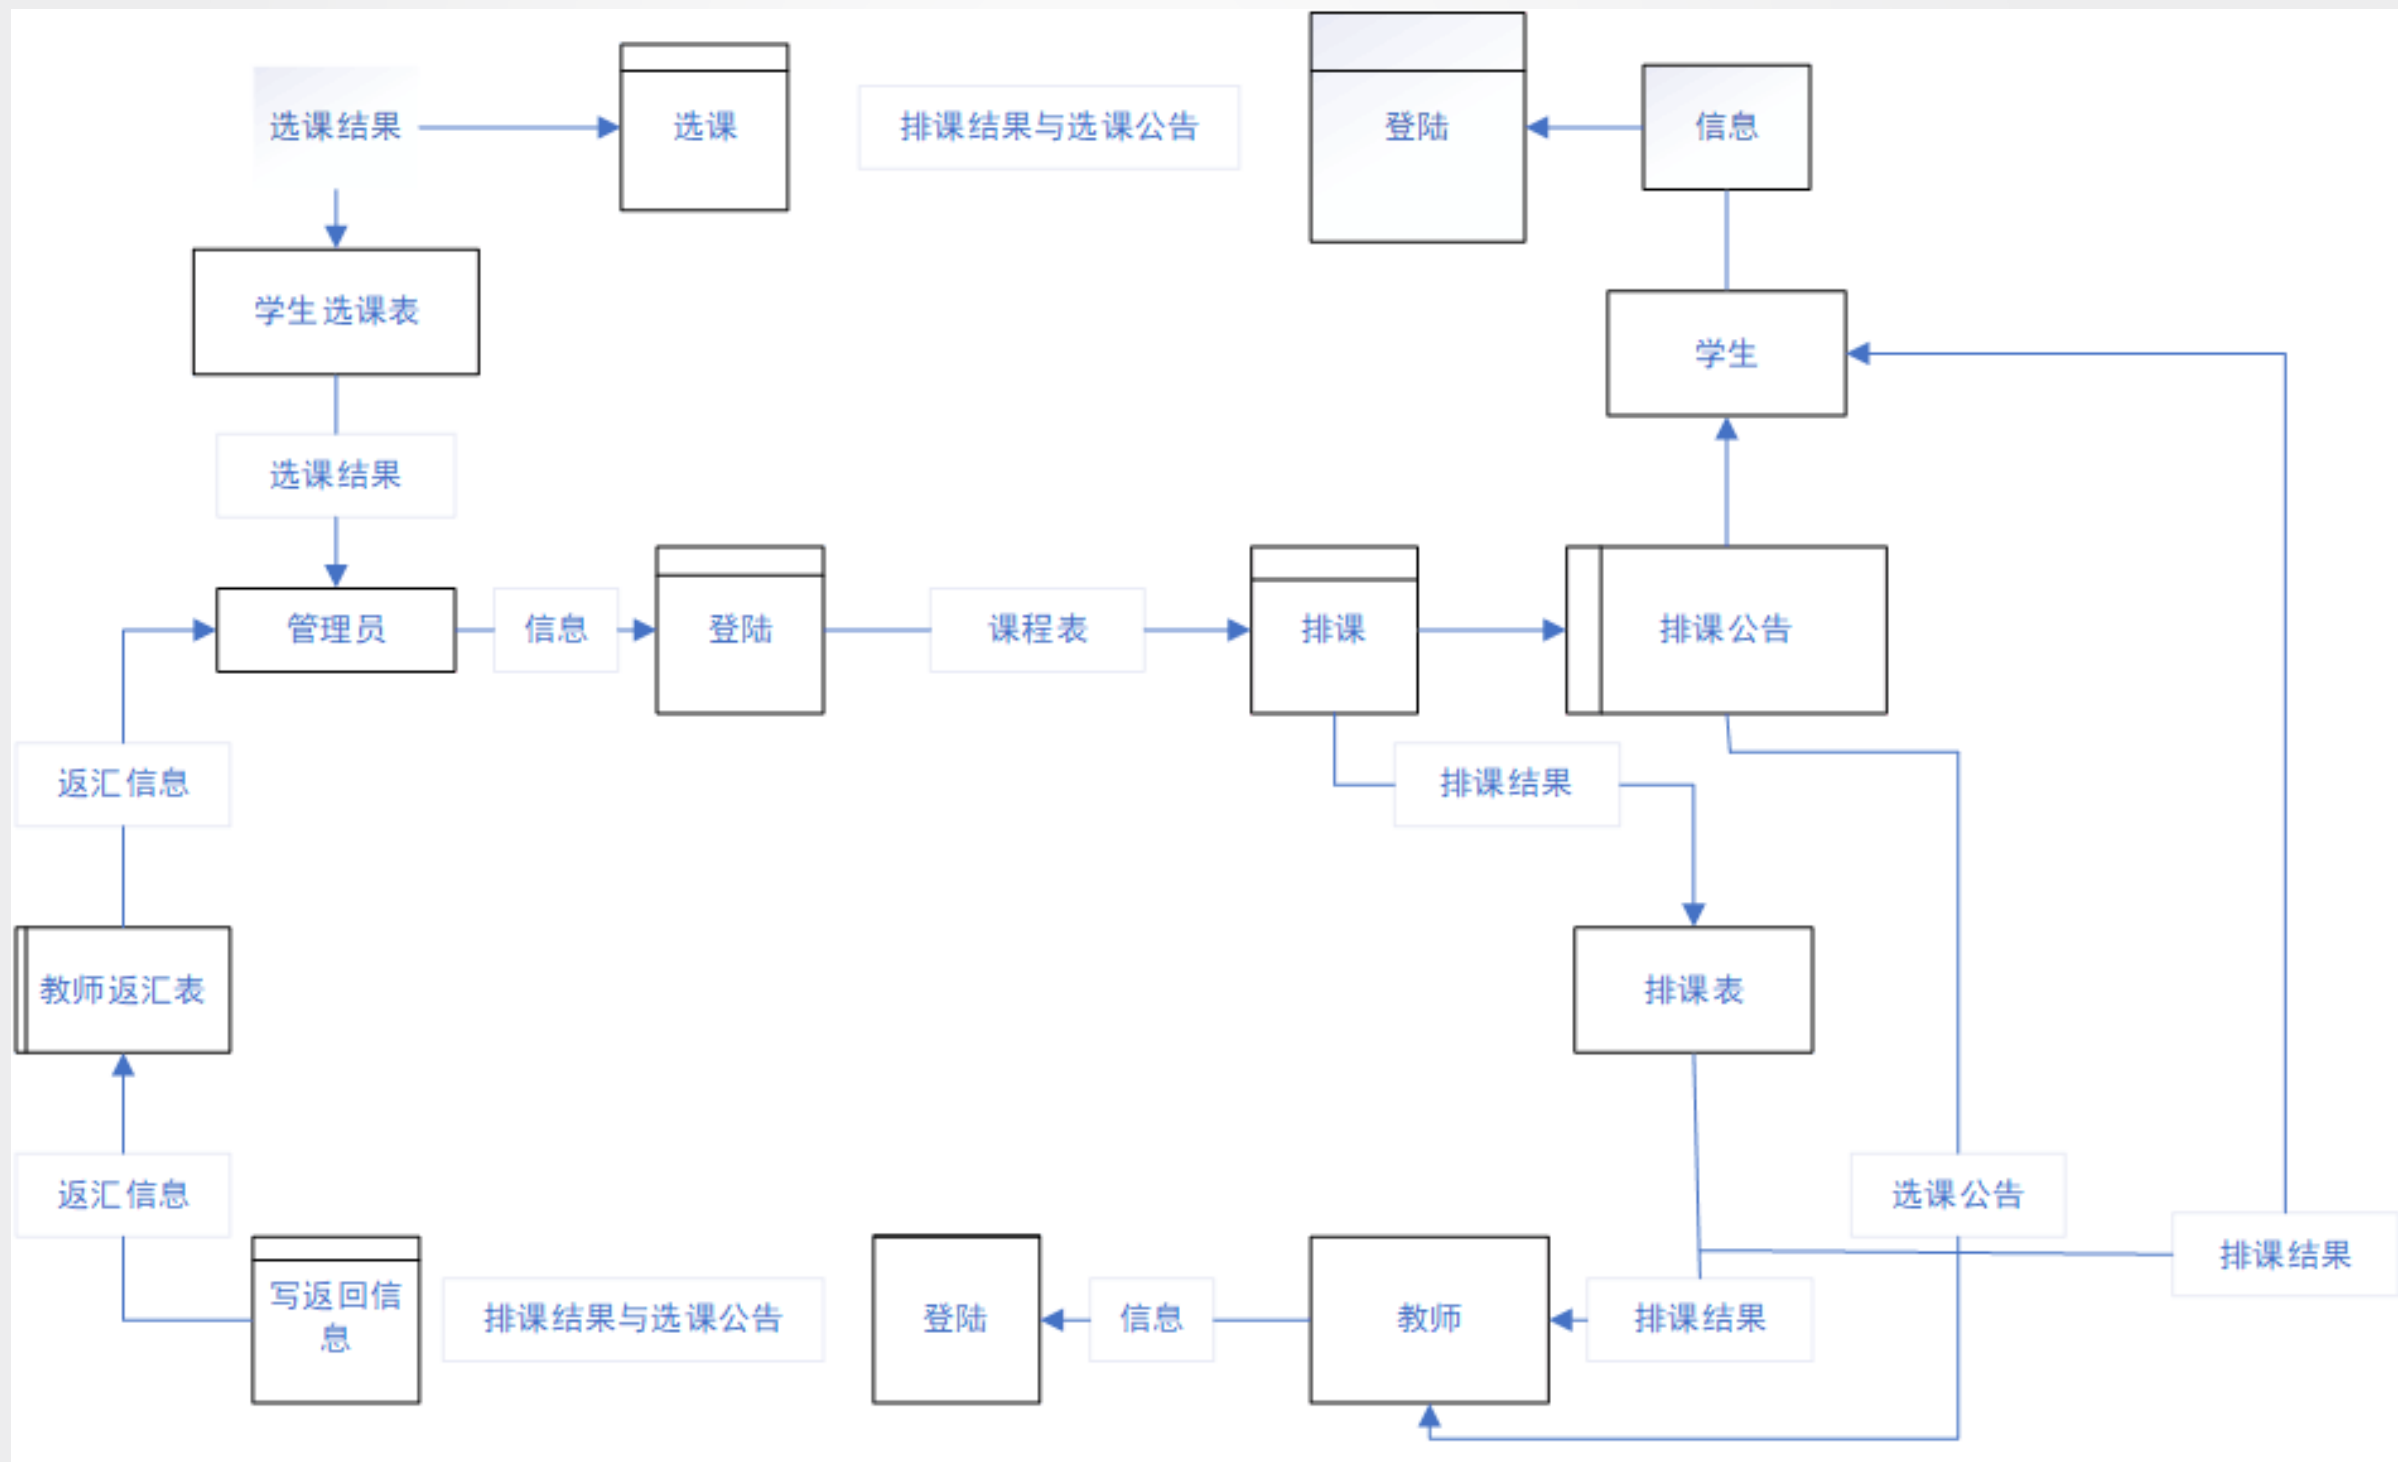 选课结果
选课
排课结果与选课公告
登陆
信息
学生选课表
学生
选课结果
管理员
信息
登陆
课程表
排课
排课公告
返汇信息
排课结果
教师返汇表
排课表
返汇信息
选课公告
排课结果
写返回信
息
排课结果与选课公告
登陆
信息
教师
排课结果